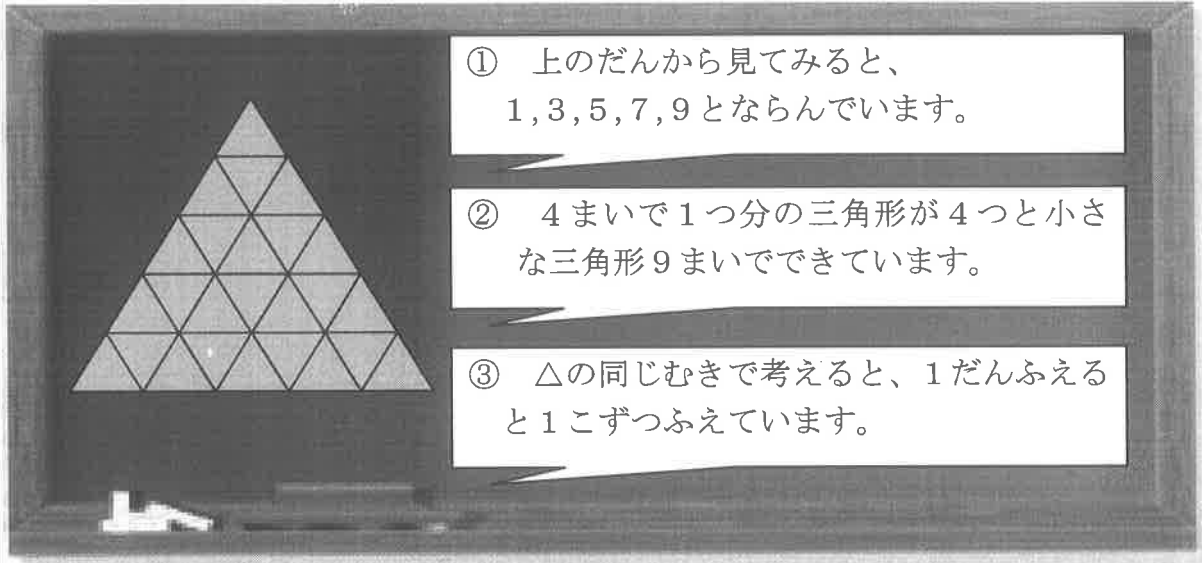 ① 上のだんから見てみると、
1,3,5,7,9とならんでいます。
② 4まいで1つ分の三角形が4つと小さ
な三角形9まいでできています。
③ △の同じむきで考えると、1だんふえる
と1こずつふえています。